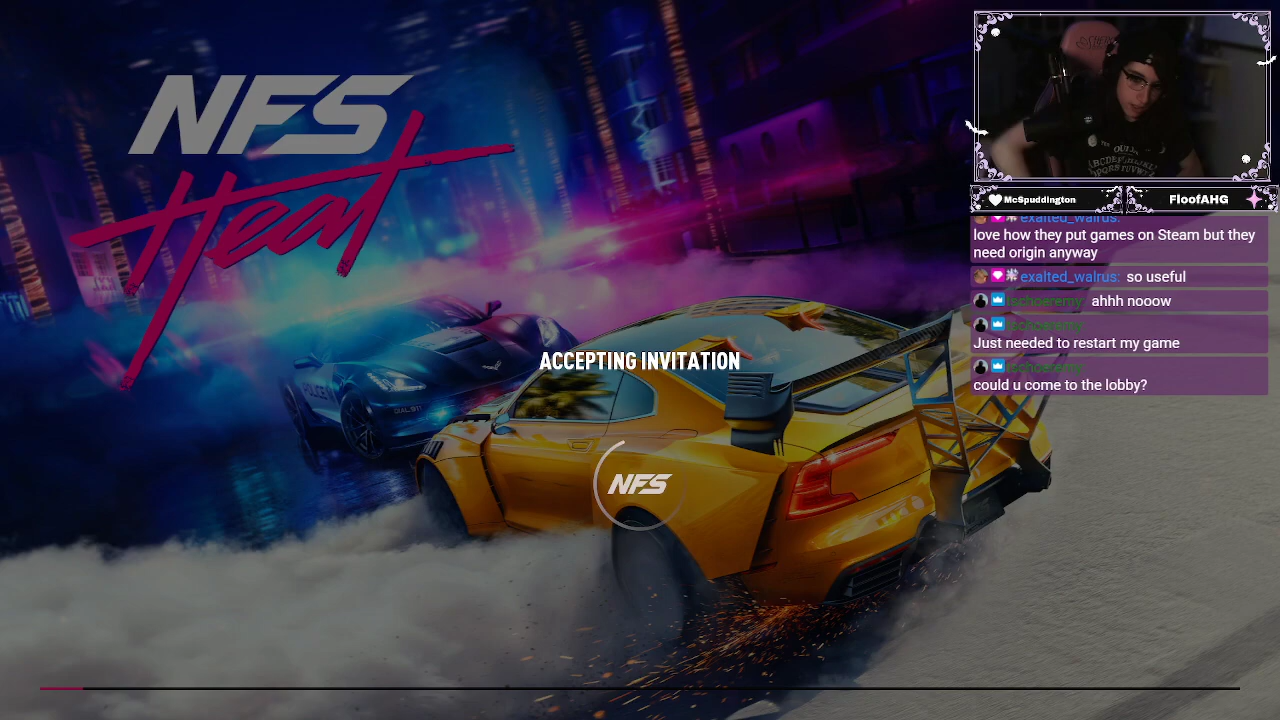 NFS
Heat
McSpuddington
FloofAHG
exalted_walrus:
love how they put games on Steam but they
need origin anyway
exalted_walrus: so useful
ahhh nooow
Just needed to restart my game
could u come to the lobby?
ACCEPTING INVITATION
NFS
POLICE